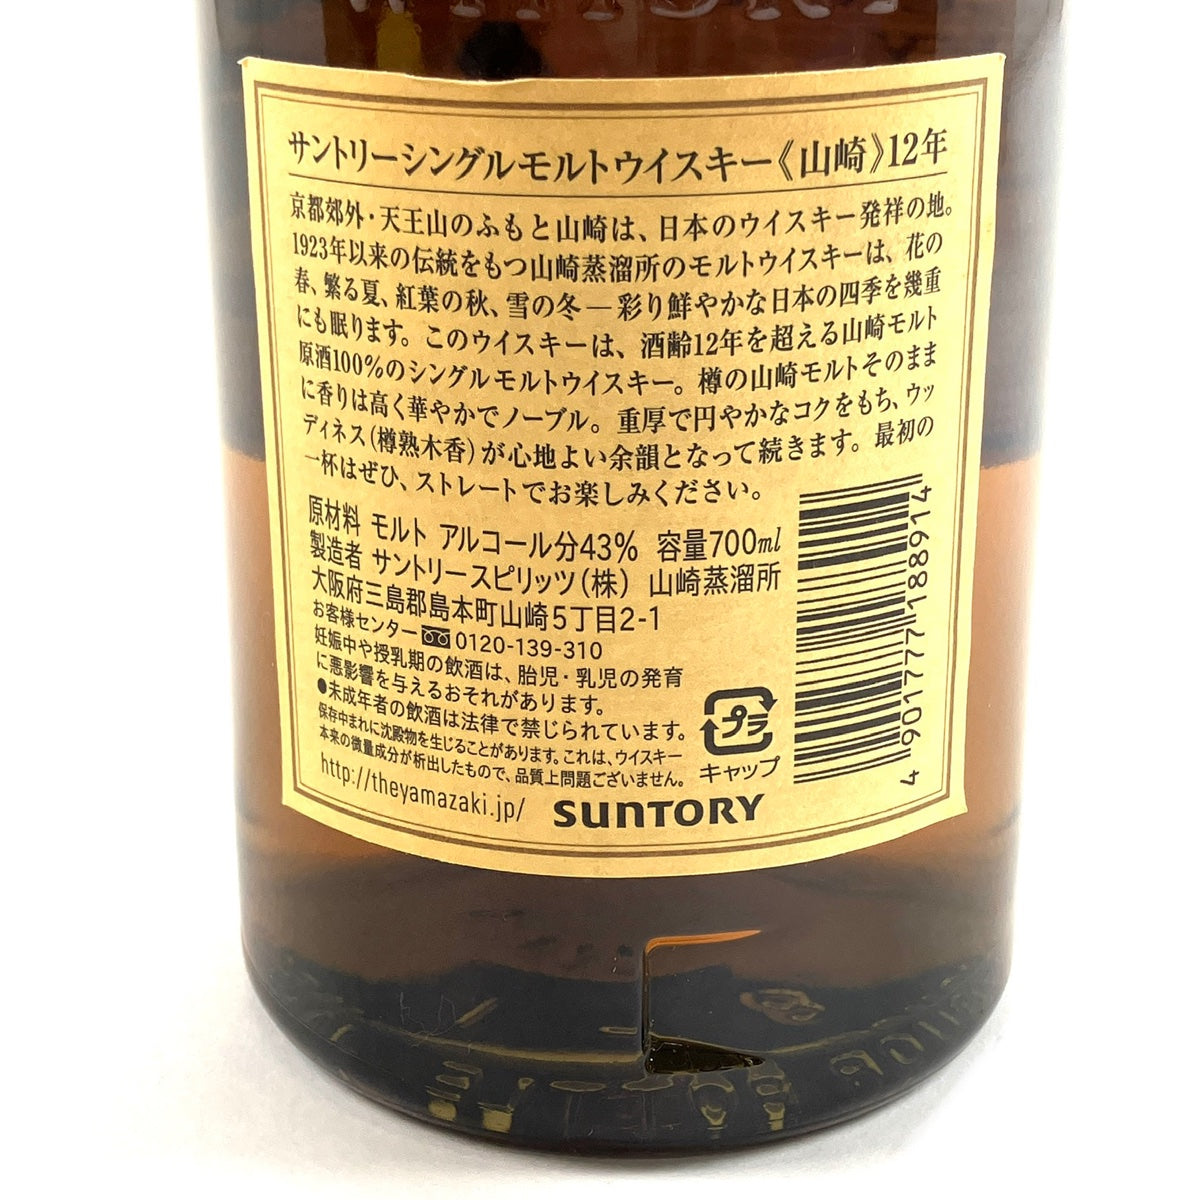 サントリーシングルモルトウイスキー《山崎》12年
京都郊外・天王山のふもと山崎は、日本のウイスキー発祥の地。
1923年以来の伝統をもつ山崎蒸溜所のモルトウイスキーは、花の
春、繁る夏、紅葉の秋、雪の冬―彩り鮮やかな日本の四季を幾重
にも眠ります。このウイスキーは、酒齢12年を超える山崎モルト
原酒100%のシングルモルトウイスキー。樽の山崎モルトそのまま
に香りは高く華やかでノーブル。重厚で円やかなコクをもち、ウッ
ディネス(樽熟木香)が心地よい余韻となって続きます。最初の
一杯はぜひ、ストレートでお楽しみください。
原材料 モルト アルコール分43% 容量700ml
製造者 サントリースピリッツ(株) 山崎蒸溜所
大阪府三島郡島本町山崎5丁目2-1
お客様センター 0120-139-310
妊娠中や授乳期の飲酒は、胎児・乳児の発育
に悪影響を与えるおそれがあります。
●未成年者の飲酒は法律で禁じられています。
保存中まれに沈殿物を生じることがあります。これは、ウイスキー
本来の微量成分が析出したもので、品質上問題ございません。
http://theyamazaki.jp/ SUNTORY
プラ
キャップ
4 901777 188914